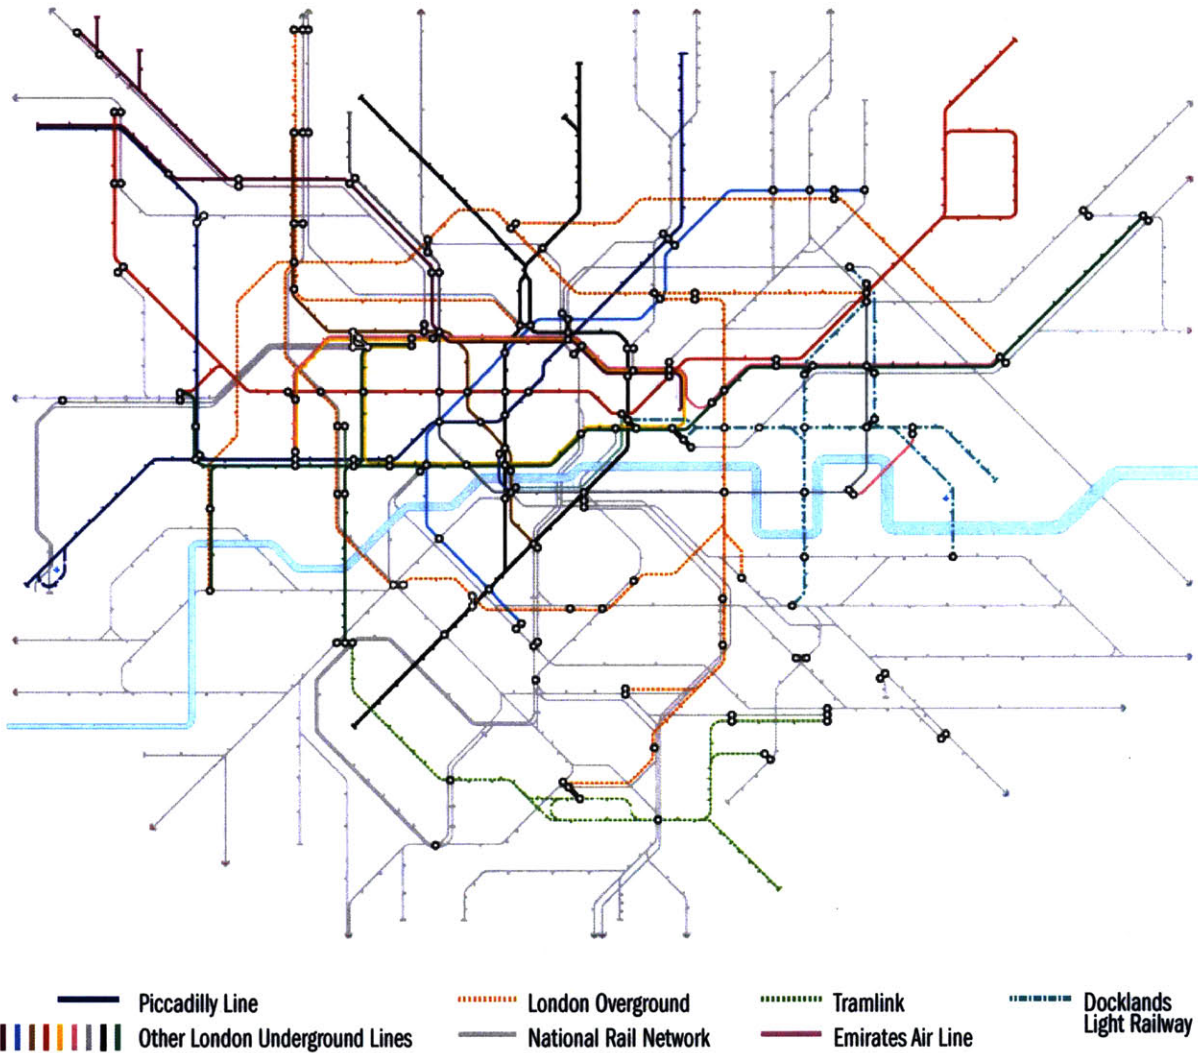 Piccadilly Line
Other London Underground Lines
London Overground
National Rail Network
Tramlink
Emirates Air Line
Docklands
Light Railway